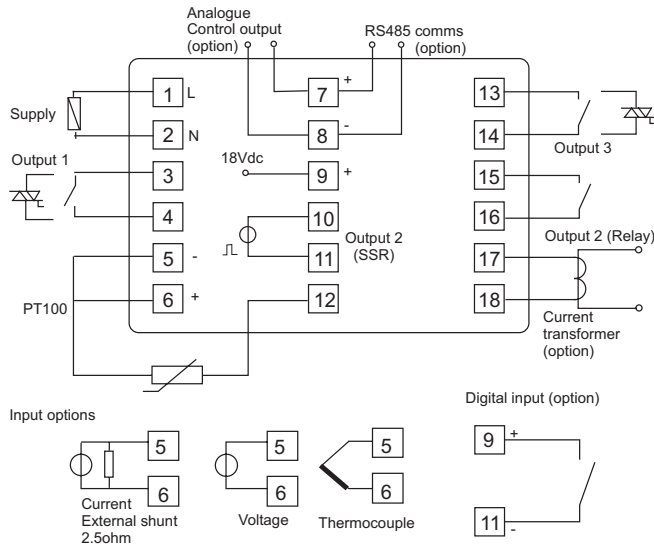 Analogue
Control output
(option)
RS485 comms
(option)
1 L
7 +
13
Supply
2 N
8 -
14
Output 3
Output 1
18Vdc
3
9 +
15
4
10
16
Output 2
(SSR)
Output 2 (Relay)
5 -
11
17
PT100
6 +
12
18
Current
transformer
(option)
Input options
Digital input (option)
5
5
5
9 +
6
6
6
Current
External shunt
2.5ohm
Voltage
Thermocouple
11 -